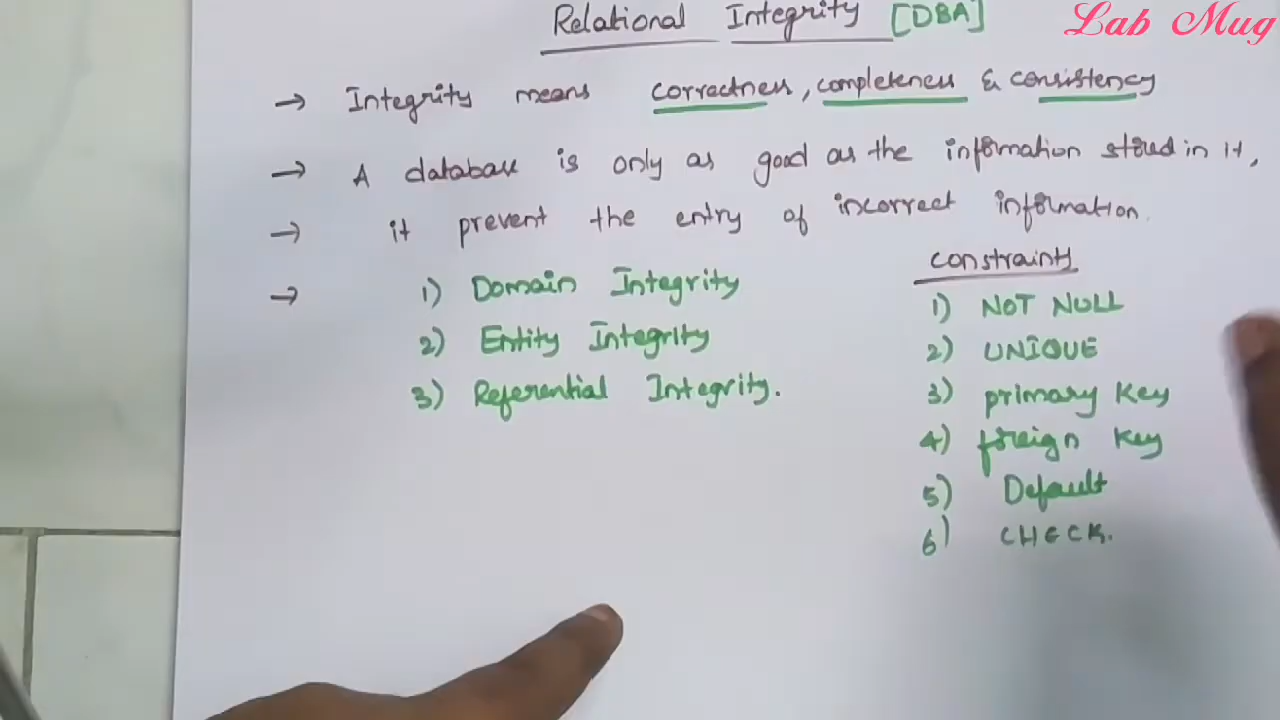 Relational Integrity [DBA]
Lab Mug
→ Integrity means correctness, completeness & consistency
→ A database is only as good as the information stored in it,
→ it prevent the entry of incorrect information.
constraints
→ 1) Domain Integrity
2) Entity Integrity
3) Referential Integrity.
1) NOT NULL
2) UNIQUE
3) primary key
4) foreign key
5) Default
6) CHECK.